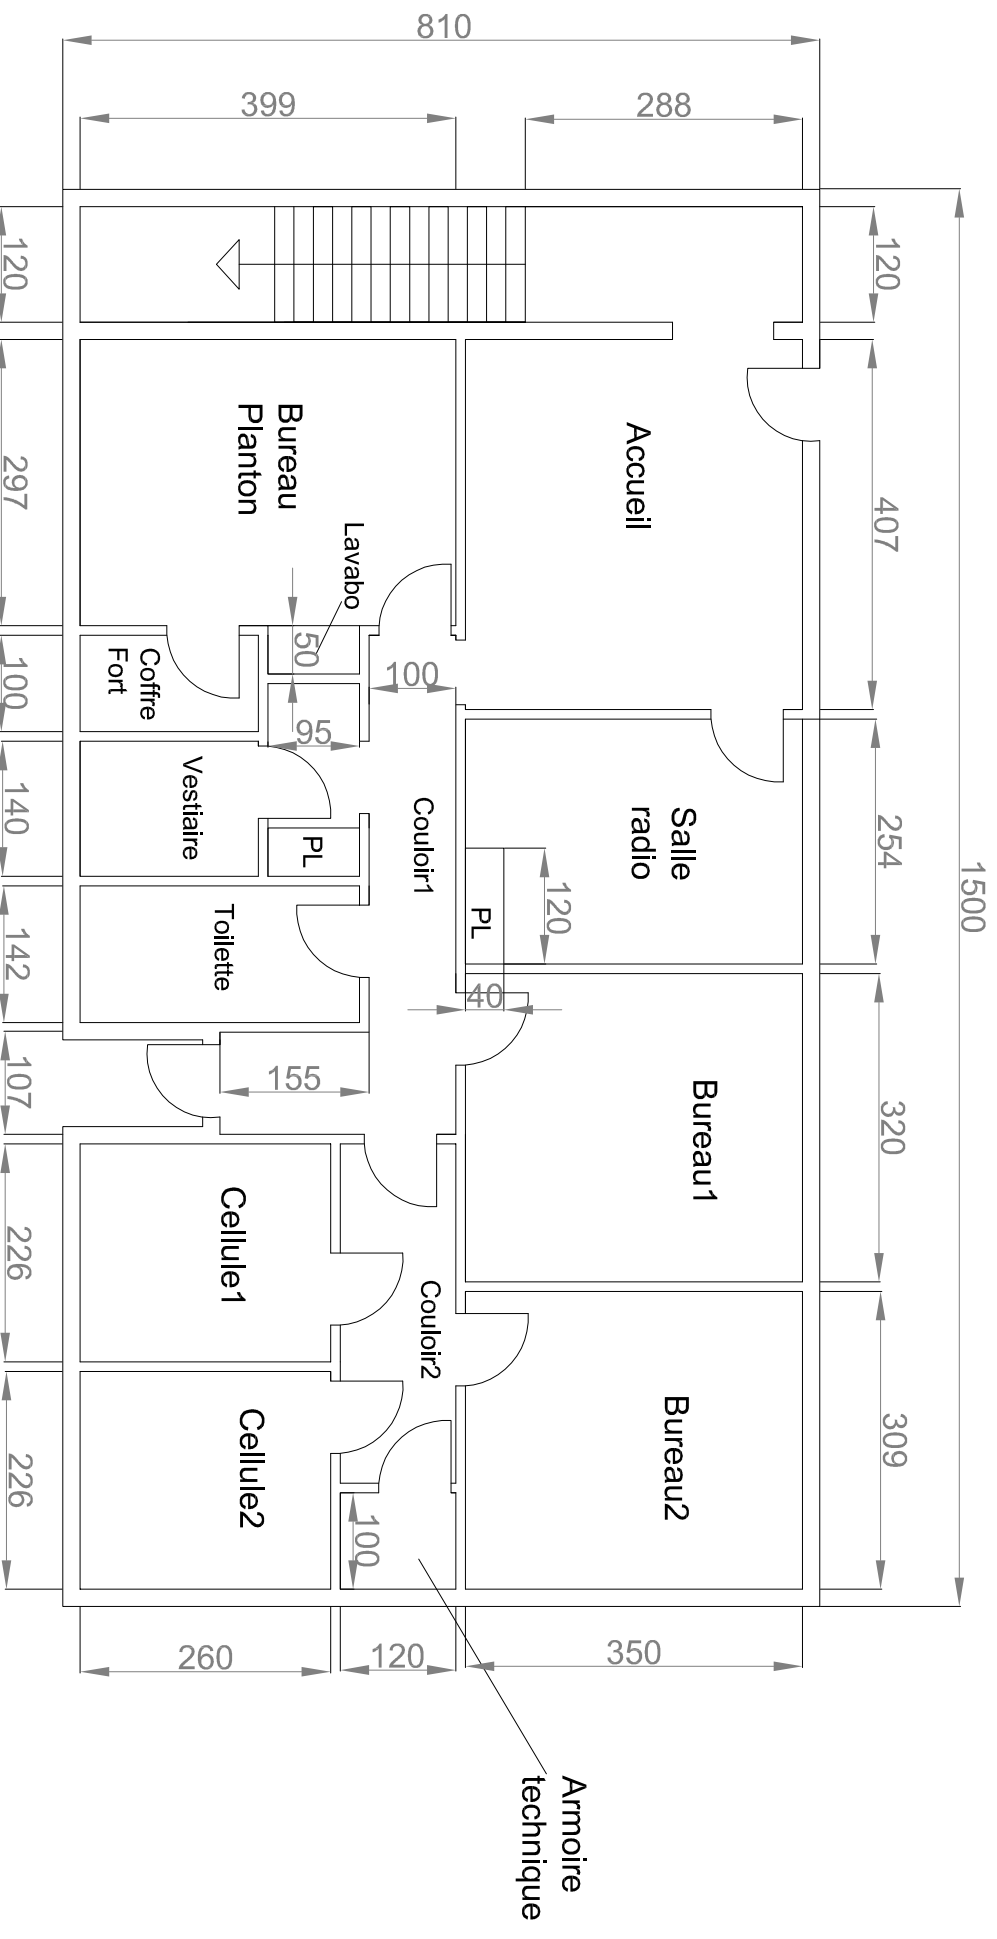 1500
120
407
254
320
309
810
288
399
Accueil
Salle
radio
120
PL
40
Bureau1
Bureau2
350
120
260
Armoire
technique
Bureau
Planton
Lavabo
50
100
95
Couloir1
PL
Coffre
Fort
Vestiaire
Toilette
155
Couloir2
100
Cellule1
Cellule2
120
297
100
140
142
107
226
226